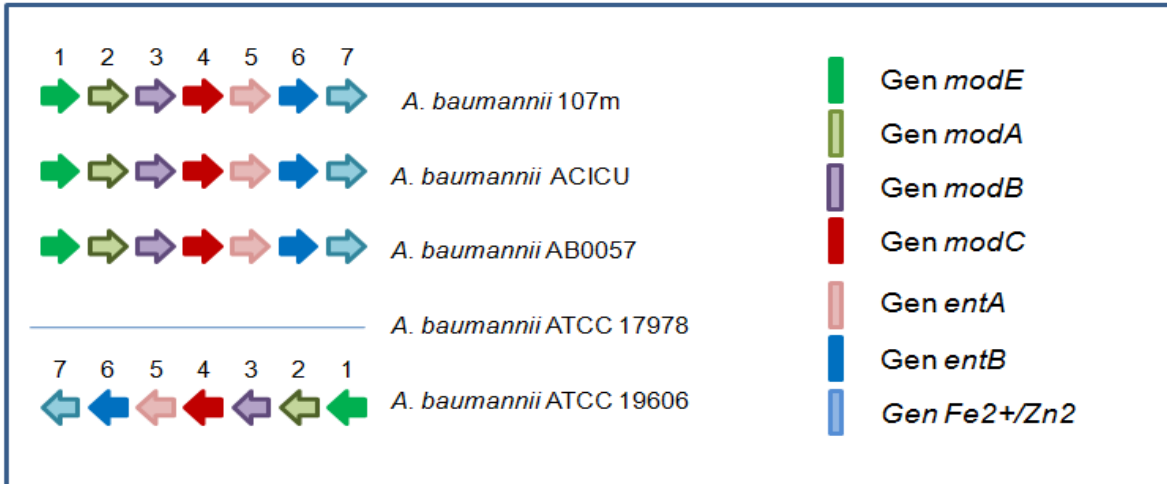 1 2 3 4 5 6 7
A. baumannii 107m
A. baumannii ACICU
A. baumannii AB0057
A. baumannii ATCC 17978
7 6 5 4 3 2 1
A. baumannii ATCC 19606
Gen modE
Gen modA
Gen modB
Gen modC
Gen entA
Gen entB
Gen Fe2+/Zn2